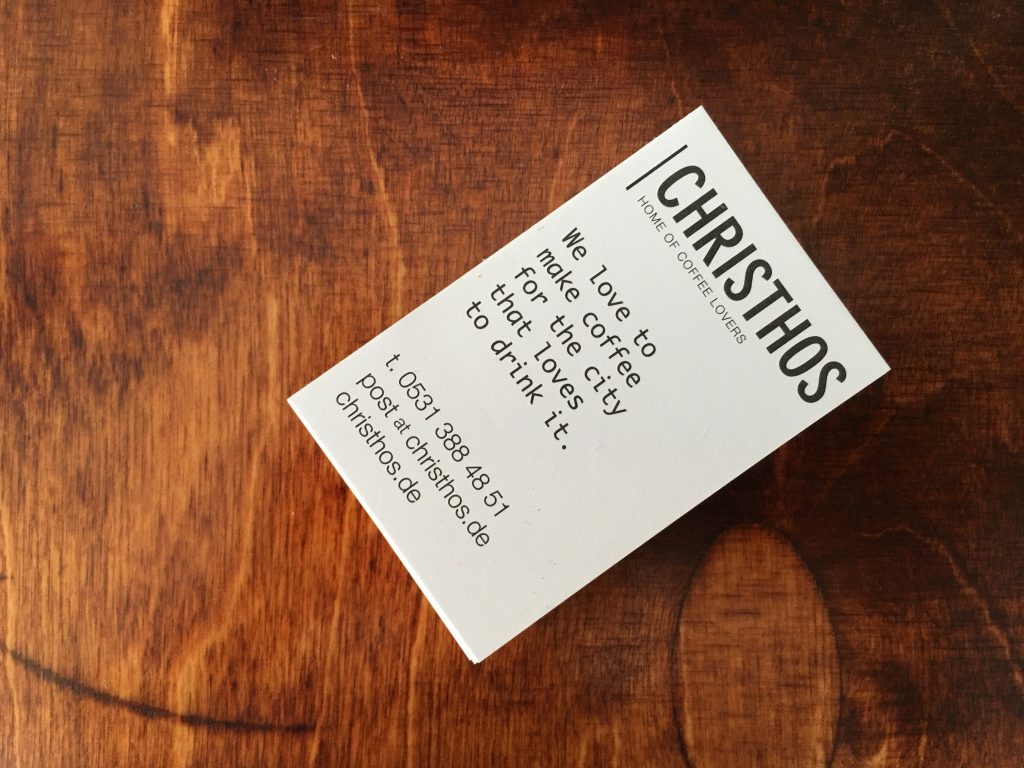 |CHRISTHOS
HOME OF COFFEE LOVERS
We love to
make coffee
for the city
that loves
to drink it.
t. 0531 388 48 51
post at christhos.de
christhos.de